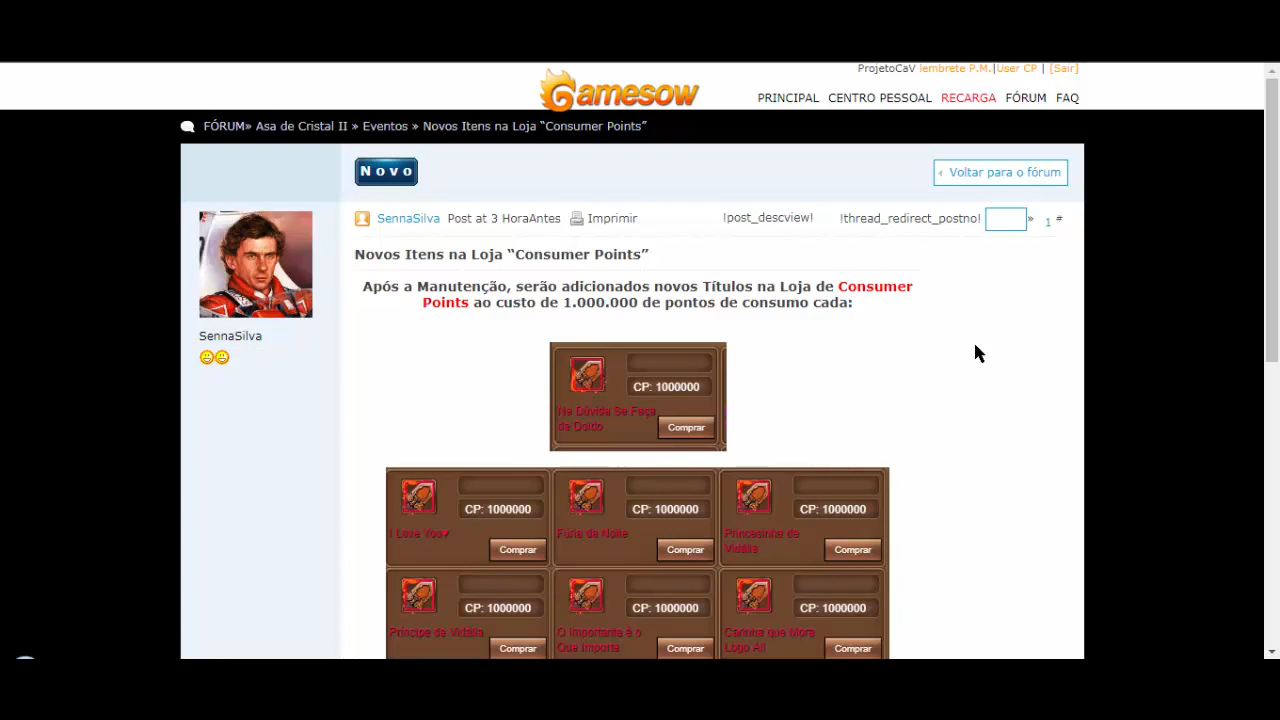 ProjetoCaV lembrete P.M.|User CP | [Sair]
Gamesow
PRINCIPAL CENTRO PESSOAL RECARGA FÓRUM FAQ
FÓRUM» Asa de Cristal II » Eventos » Novos Itens na Loja “Consumer Points”
Novo
Voltar para o fórum
SennaSilva Post at 3 HoraAntes Imprimir !post_descview! !thread_redirect_postno! » 1 #
Novos Itens na Loja “Consumer Points”
SennaSilva
Após a Manutenção, serão adicionados novos Títulos na Loja de Consumer
Points ao custo de 1.000.000 de pontos de consumo cada:
CP: 1000000
Na Dúvida Se Faça
de Doido
Comprar
CP: 1000000 CP: 1000000 CP: 1000000
I Love You♥ Fúria da Noite Princesinha de
Vidália
Comprar Comprar Comprar
CP: 1000000 CP: 1000000 CP: 1000000
Príncipe de Vidália O Importante é o Carinha que Mora
Que Importa Logo Ali
Comprar Comprar Comprar